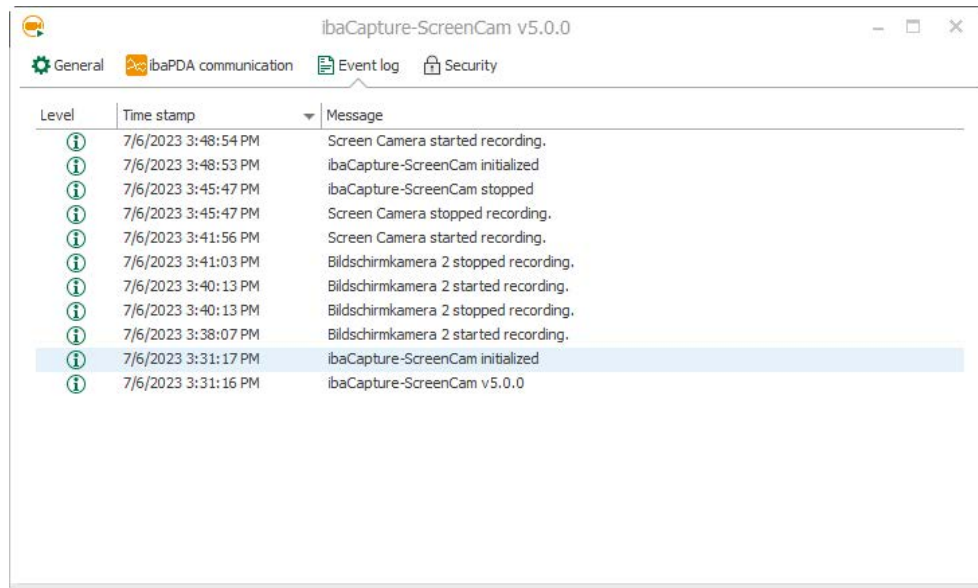 ibaCapture-ScreenCam v5.0.0
General ibaPDA communication Event log Security
Level Time stamp Message
7/6/2023 3:48:54 PM Screen Camera started recording.
7/6/2023 3:48:53 PM ibaCapture-ScreenCam initialized
7/6/2023 3:45:47 PM ibaCapture-ScreenCam stopped
7/6/2023 3:45:47 PM Screen Camera stopped recording.
7/6/2023 3:41:56 PM Screen Camera started recording.
7/6/2023 3:41:03 PM Bildschirmkamera 2 stopped recording.
7/6/2023 3:40:13 PM Bildschirmkamera 2 started recording.
7/6/2023 3:40:13 PM Bildschirmkamera 2 stopped recording.
7/6/2023 3:38:07 PM Bildschirmkamera 2 started recording.
7/6/2023 3:31:17 PM ibaCapture-ScreenCam initialized
7/6/2023 3:31:16 PM ibaCapture-ScreenCam v5.0.0